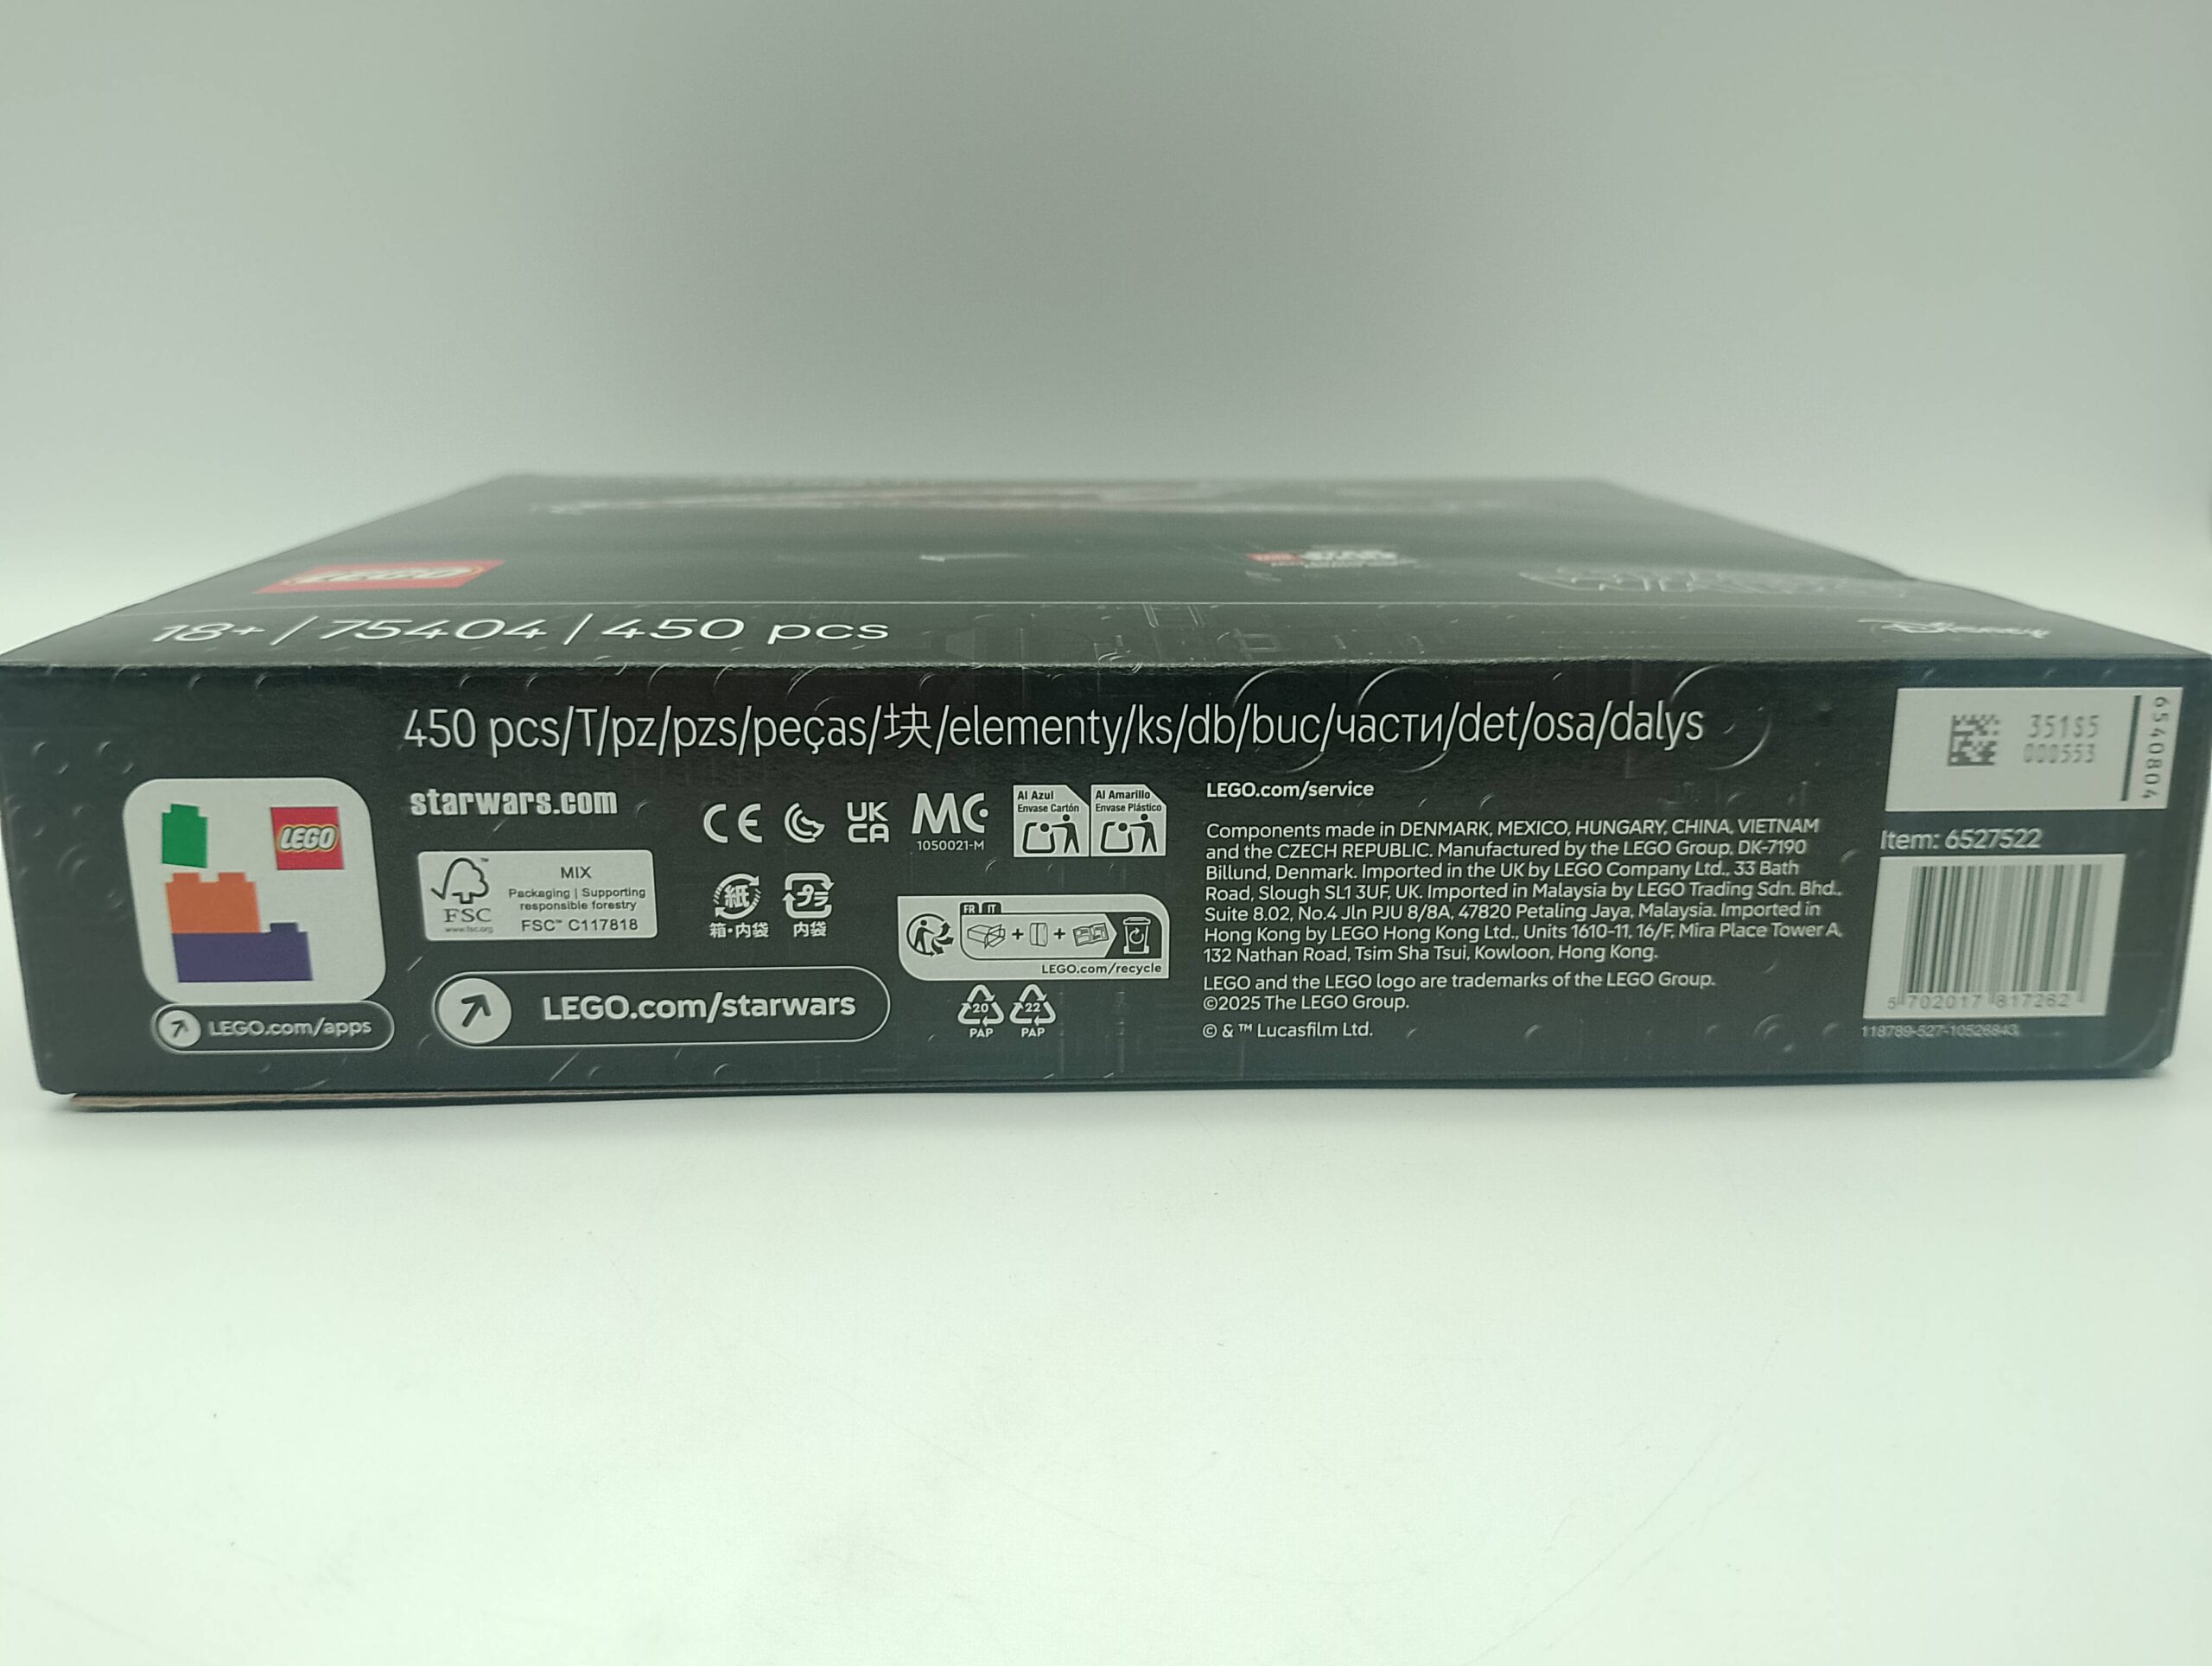 LEGO
18+ / 75404 / 450 pcs
Disney
450 pcs/T/pz/pzs/peças/块/elementy/ks/db/buc/части/det/osa/dalys
LEGO
LEGO.com/apps
starwars.com
FSC
www.fsc.org
MIX
Packaging | Supporting
responsible forestry
FSC™ C117818
LEGO.com/starwars
CE
UK
CA
MC
1050021-M
Al Azul
Envase Cartón
Al Amarillo
Envase Plástico
紙
箱・内袋
プラ
内袋
FR IT
LEGO.com/recycle
20
PAP
22
PAP
LEGO.com/service
Components made in DENMARK, MEXICO, HUNGARY, CHINA, VIETNAM
and the CZECH REPUBLIC. Manufactured by the LEGO Group, DK-7190
Billund, Denmark. Imported in the UK by LEGO Company Ltd., 33 Bath
Road, Slough SL1 3UF, UK. Imported in Malaysia by LEGO Trading Sdn. Bhd.,
Suite 8.02, No.4 Jln PJU 8/8A, 47820 Petaling Jaya, Malaysia. Imported in
Hong Kong by LEGO Hong Kong Ltd., Units 1610-11, 16/F, Mira Place Tower A,
132 Nathan Road, Tsim Sha Tsui, Kowloon, Hong Kong.
LEGO and the LEGO logo are trademarks of the LEGO Group.
©2025 The LEGO Group.
© & ™ Lucasfilm Ltd.
351S5
000553
6540804
Item: 6527522
5 702017 817262
118789-527-10526843